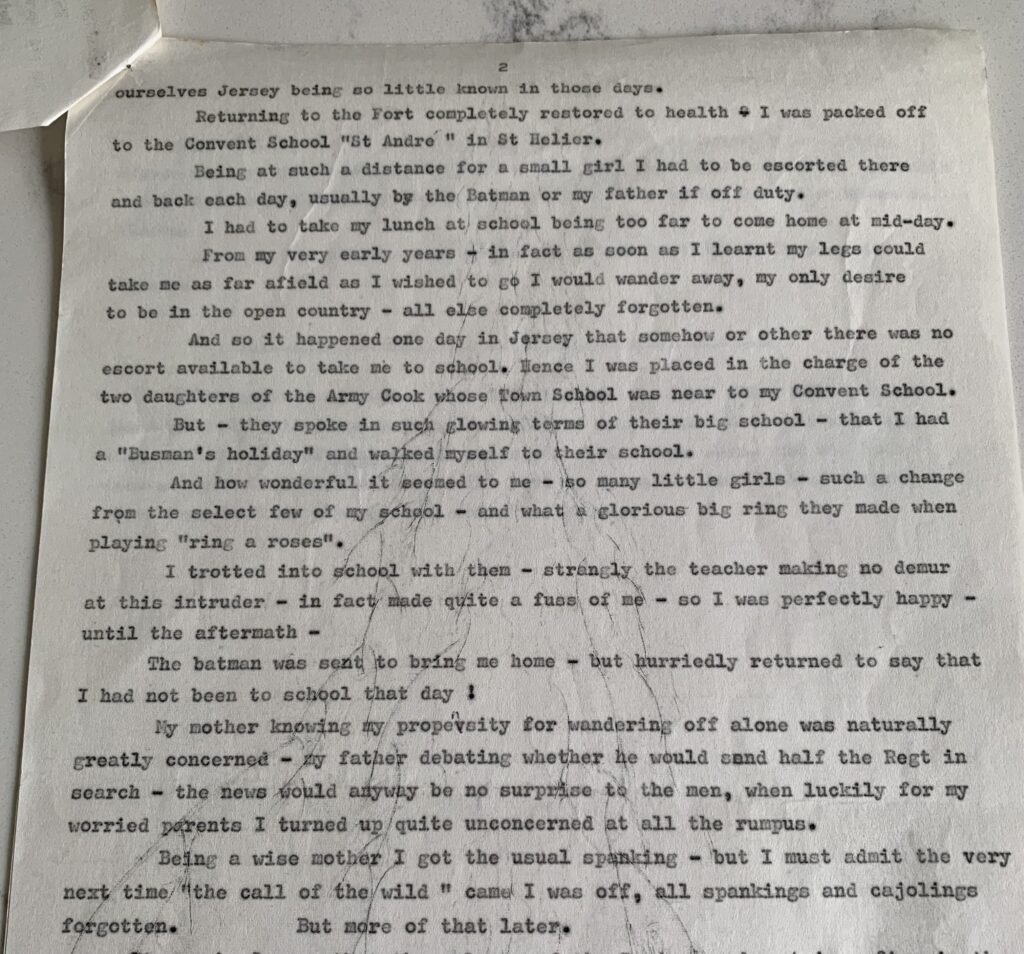 2
ourselves Jersey being so little known in those days.
Returning to the Fort completely restored to health I was packed off
to the Convent School "St André " in St Helier.
Being at such a distance for a small girl I had to be escorted there
and back each day, usually by the Batman or my father if off duty.
I had to take my lunch at school being too far to come home at mid-day.
From my very early years - in fact as soon as I learnt my legs could
take me as far afield as I wished to go I would wander away, my only desire
to be in the open country - all else completely forgotten.
And so it happened one day in Jersey that somehow or other there was no
escort available to take me to school. Hence I was placed in the charge of the
two daughters of the Army Cook whose Town School was near to my Convent School.
But - they spoke in such glowing terms of their big school - that I had
a "Busman's holiday" and walked myself to their school.
And how wonderful it seemed to me - so many little girls - such a change
from the select few of my school - and what a glorious big ring they made when
playing "ring a roses".
I trotted into school with them - strangly the teacher making no demur
at this intruder - in fact made quite a fuss of me - so I was perfectly happy -
until the aftermath -
The batman was sent to bring me home - but hurriedly returned to say that
I had not been to school that day !
My mother knowing my propensity for wandering off alone was naturally
greatly concerned - my father debating whether he would send half the Regt in
search - the news would anyway be no surprise to the men, when luckily for my
worried parents I turned up quite unconcerned at all the rumpus.
Being a wise mother I got the usual spanking - but I must admit the very
next time "the call of the wild " came I was off, all spankings and cajolings
forgotten. But more of that later.